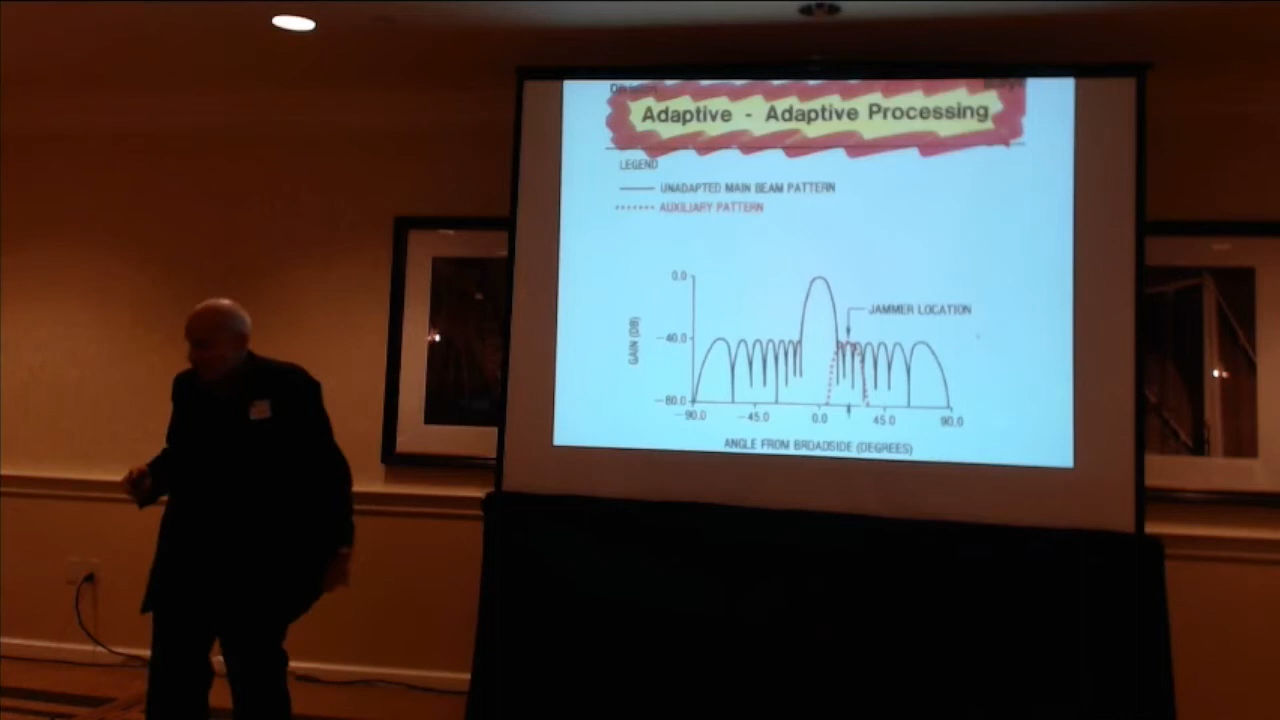 Adaptive - Adaptive Processing
LEGEND
UNADAPTED MAIN BEAM PATTERN
AUXILIARY PATTERN
0.0
JAMMER LOCATION
-40.0
GAIN (DB)
-80.0
-90.0 -45.0 0.0 45.0 90.0
ANGLE FROM BROADSIDE (DEGREES)